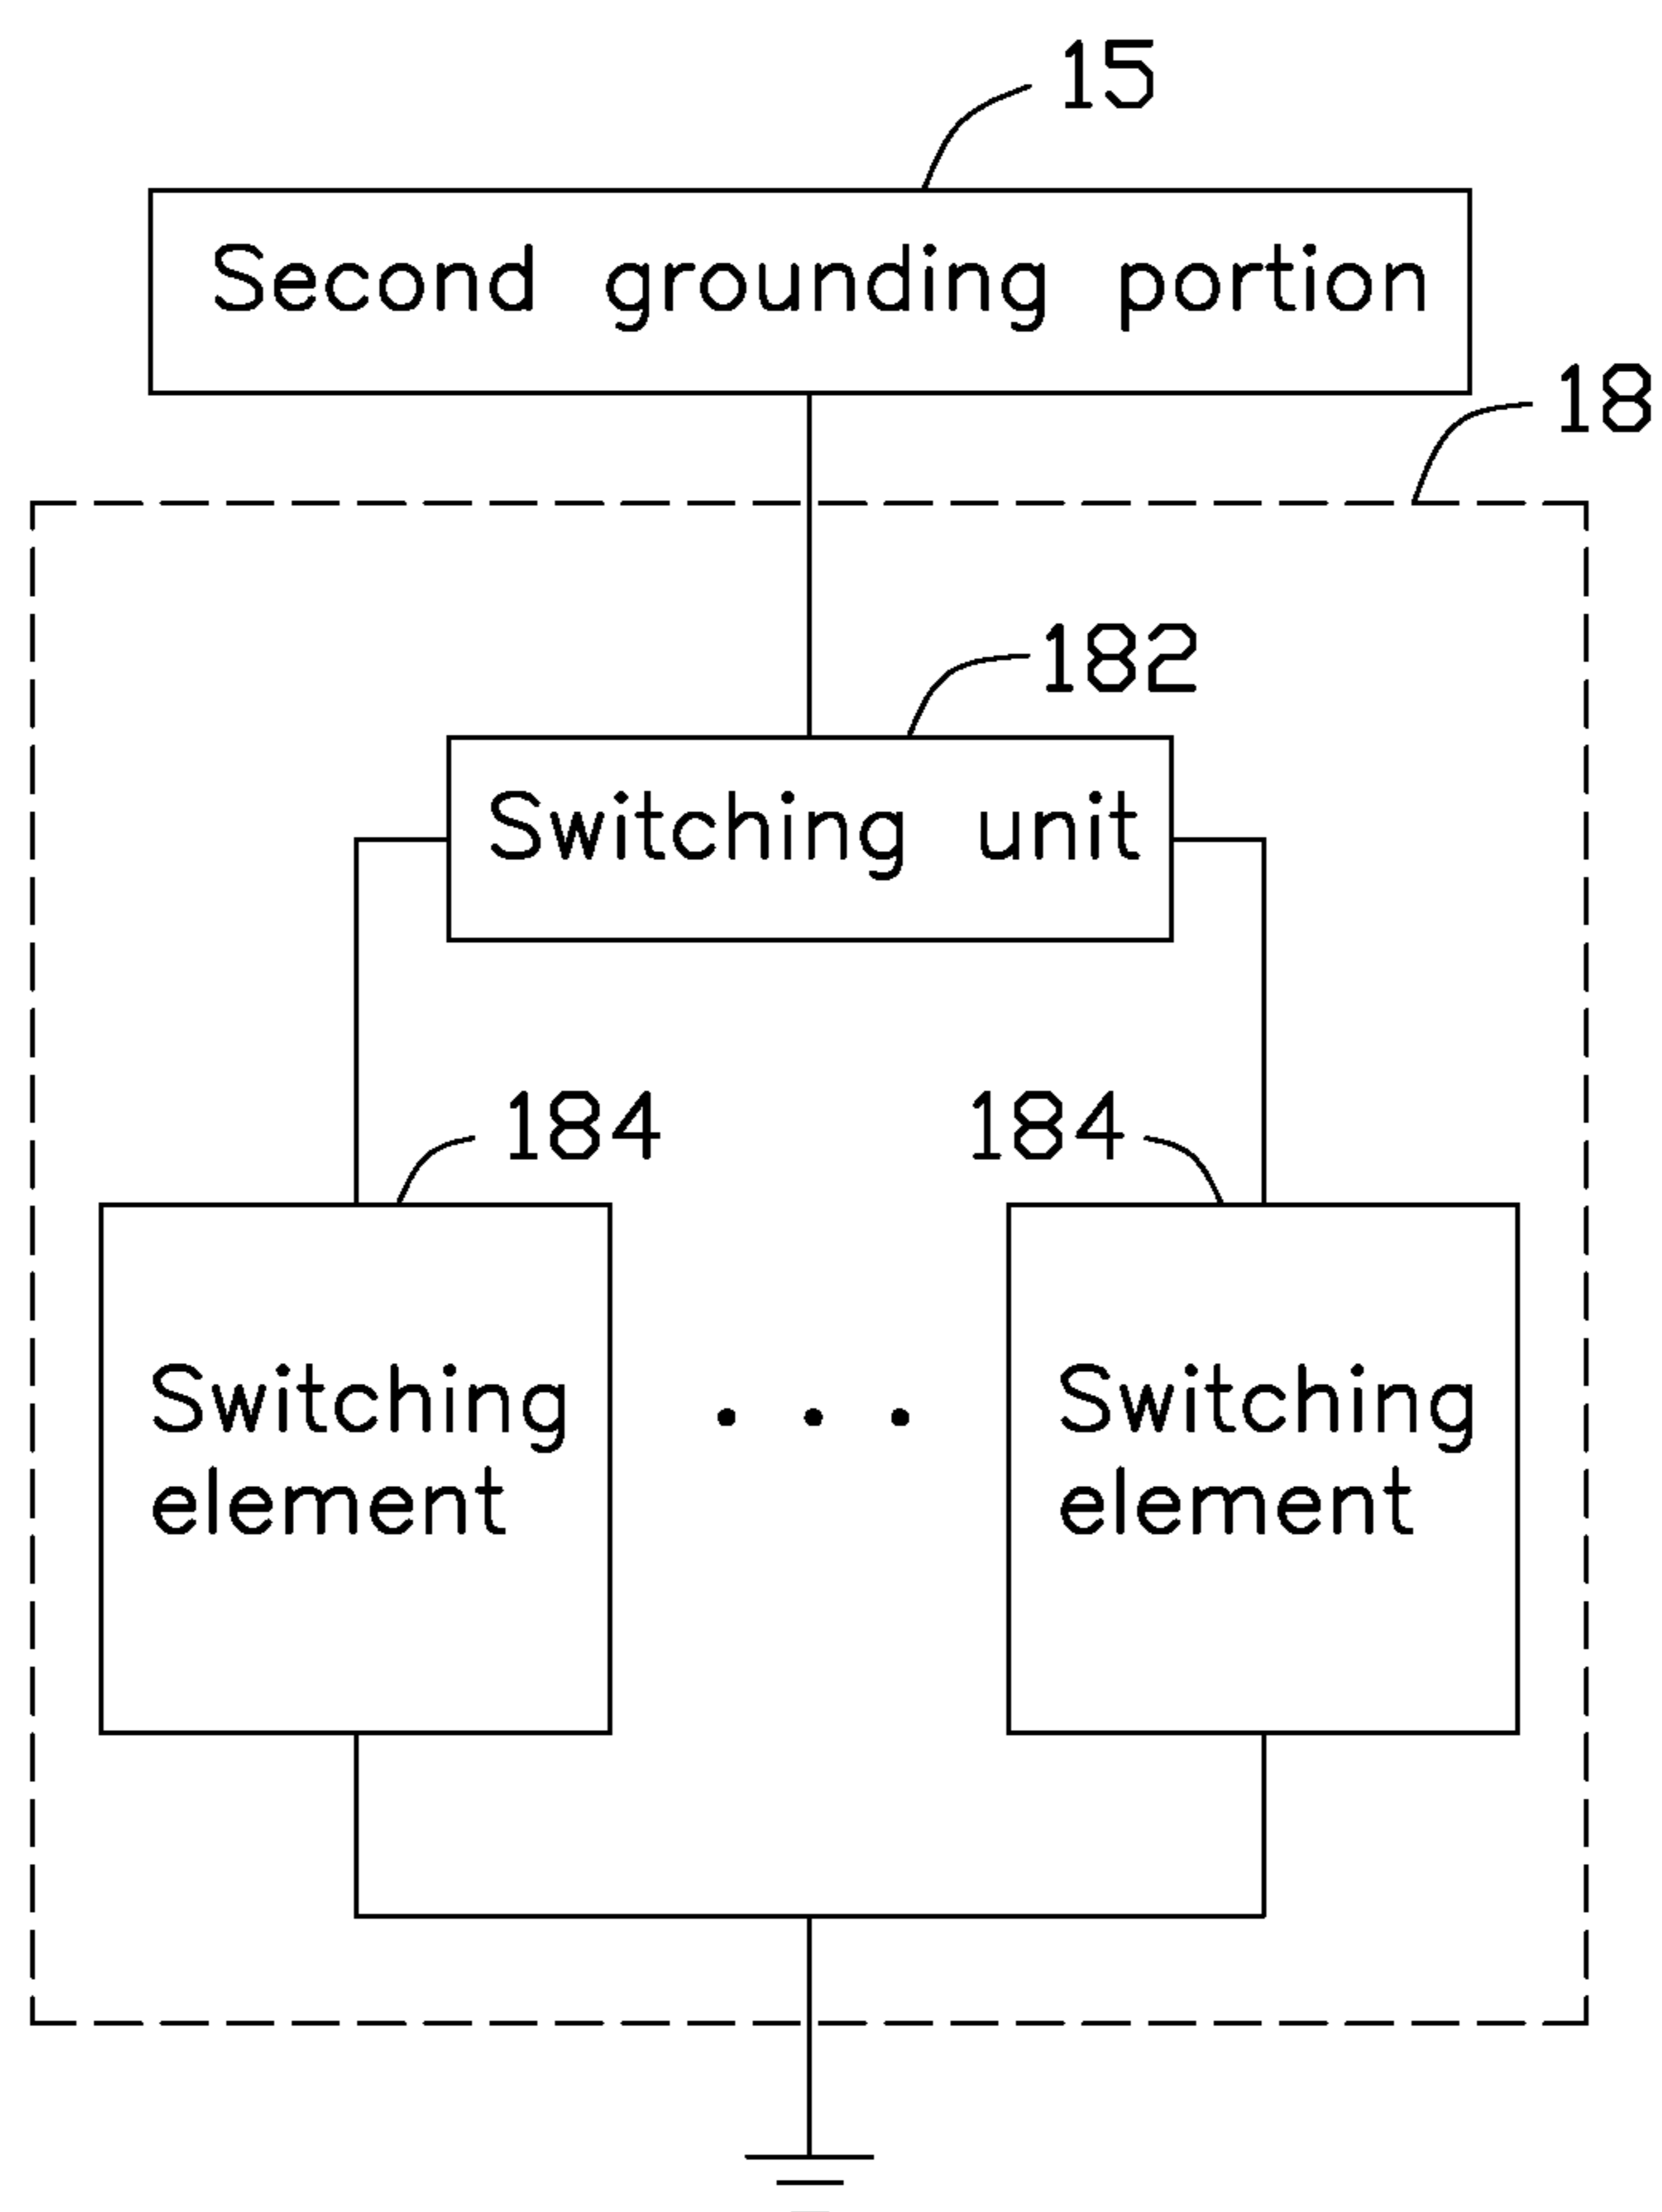 15
Second grounding portion
18
182
Switching unit
184
184
Switching
element
. . .
Switching
element